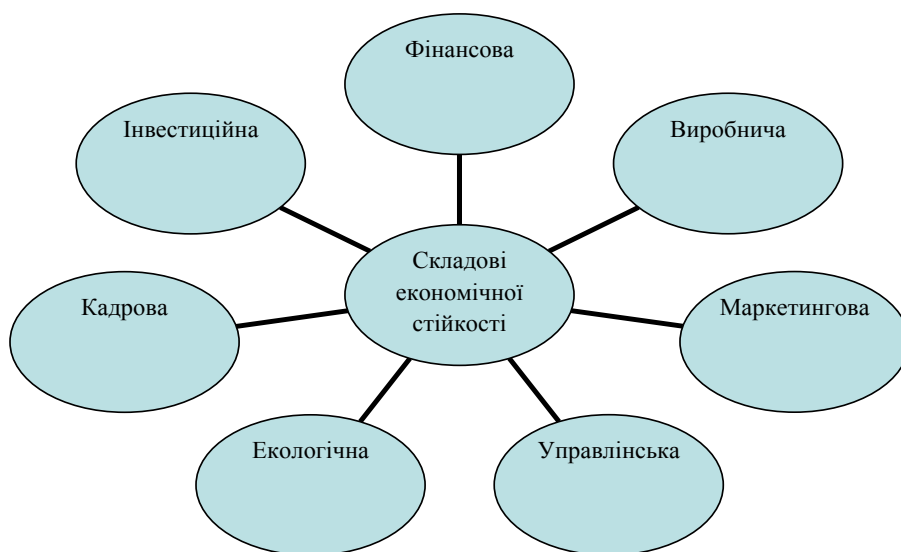 Фінансова
Інвестиційна
Виробнича
Складові
економічної
стійкості
Кадрова
Маркетингова
Екологічна
Управлінська